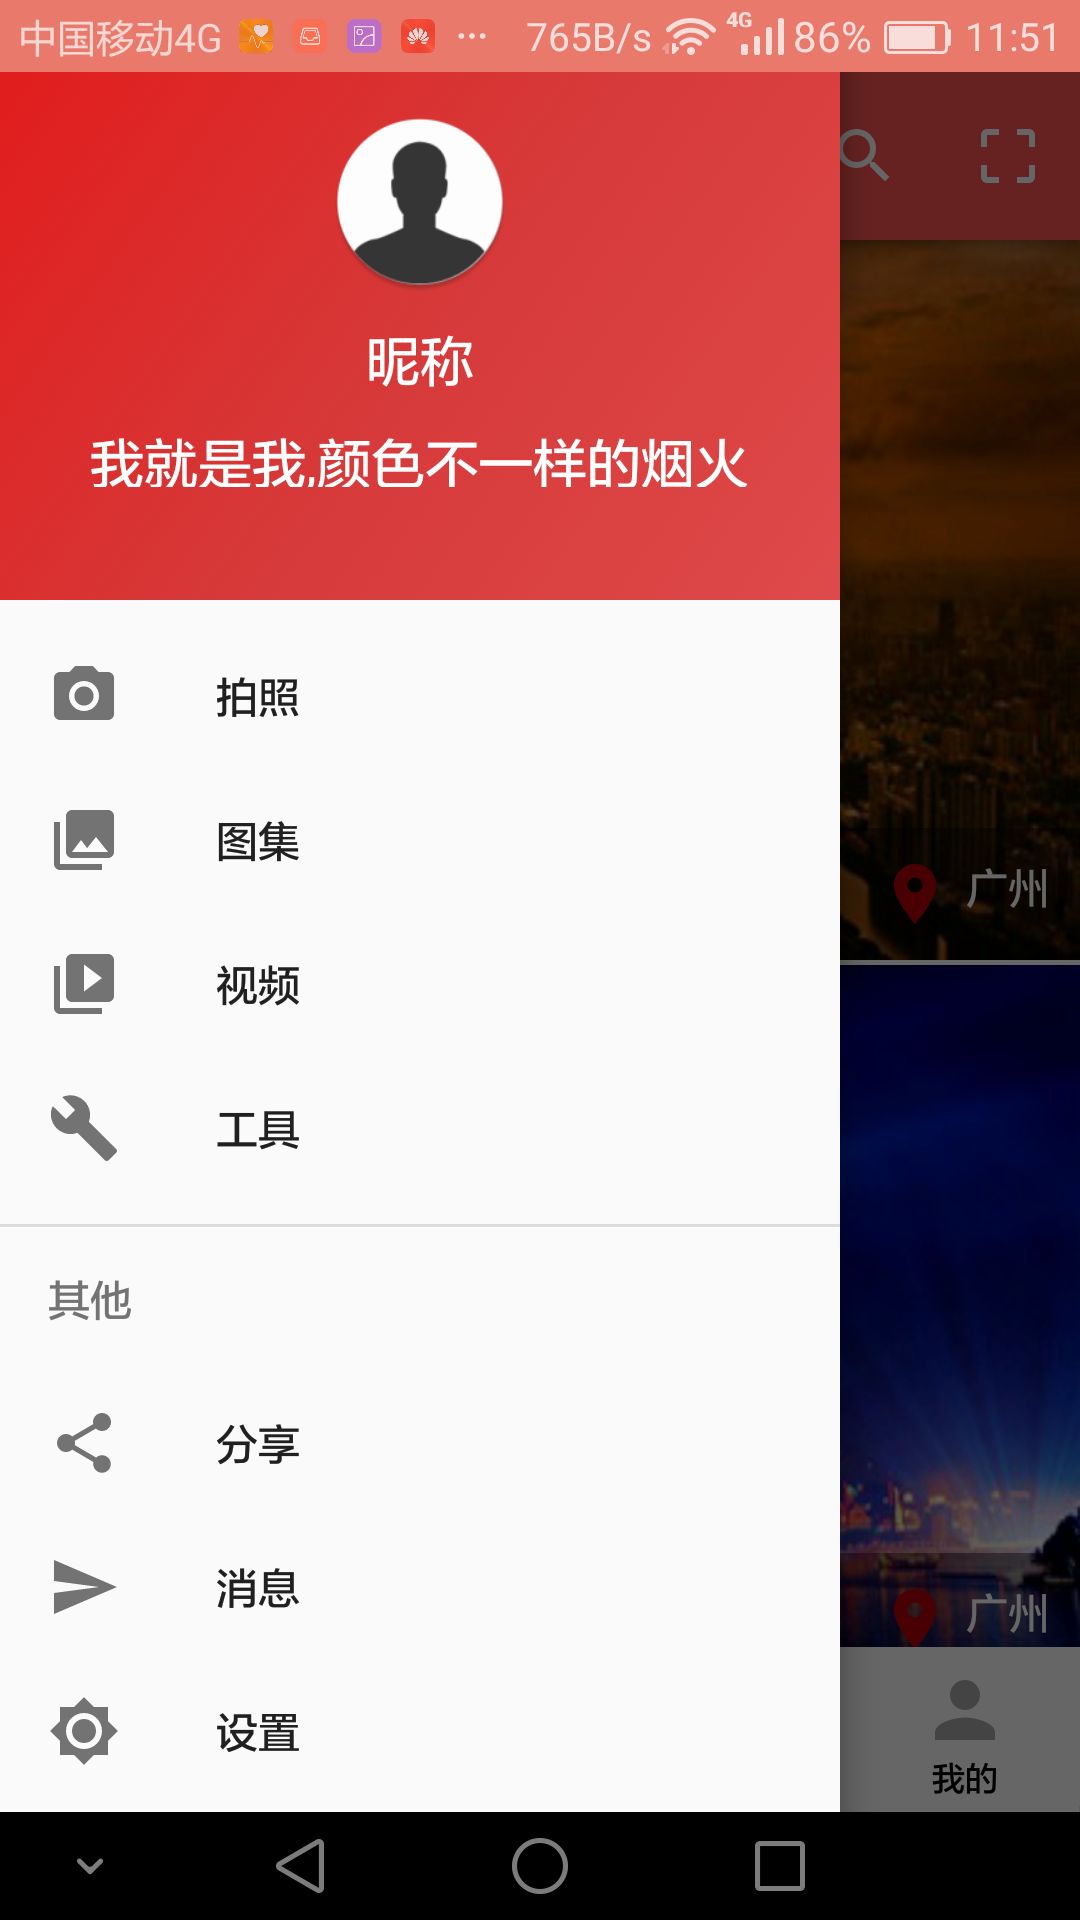 中国移动4G 765B/s 4G 86% 11:51
昵称
我就是我,颜色不一样的烟火
拍照
图集
广州
视频
工具
其他
分享
消息
广州
设置
我的